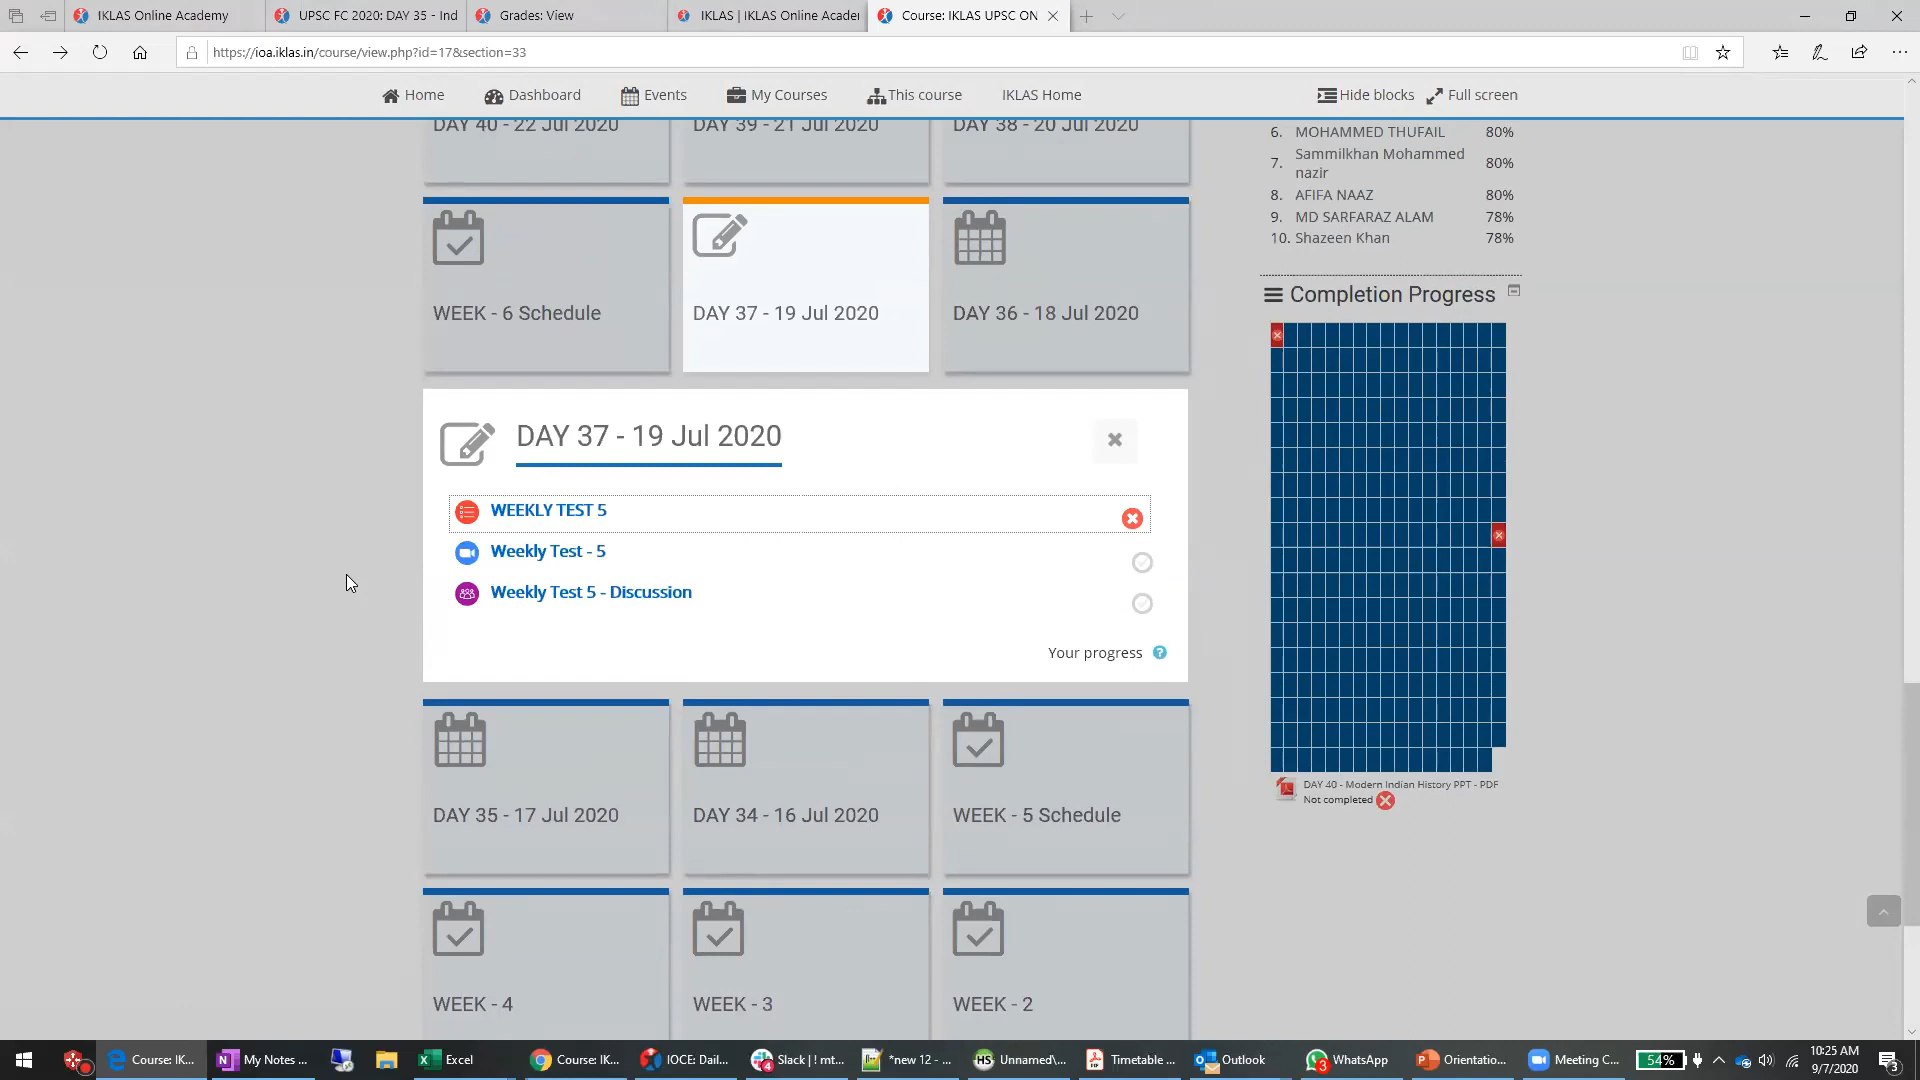 IKLAS Online Academy
UPSC FC 2020: DAY 35 - Ind
Grades: View
IKLAS | IKLAS Online Acader
Course: IKLAS UPSC ON
https://ioa.iklas.in/course/view.php?id=17&section=33
Home
Dashboard
Events
My Courses
This course
IKLAS Home
Hide blocks
Full screen
DAY 40 - 22 Jul 2020
DAY 39 - 21 Jul 2020
DAY 38 - 20 Jul 2020
6. MOHAMMED THUFAIL 80%
7. Sammilkhan Mohammed nazir 80%
8. AFIFA NAAZ 80%
9. MD SARFARAZ ALAM 78%
10. Shazeen Khan 78%
WEEK - 6 Schedule
DAY 37 - 19 Jul 2020
DAY 36 - 18 Jul 2020
Completion Progress
DAY 37 - 19 Jul 2020
WEEKLY TEST 5
Weekly Test - 5
Weekly Test 5 - Discussion
Your progress
DAY 40 - Modern Indian History PPT - PDF
Not completed
DAY 35 - 17 Jul 2020
DAY 34 - 16 Jul 2020
WEEK - 5 Schedule
WEEK - 4
WEEK - 3
WEEK - 2
Course: IK...
My Notes ...
Excel
Course: IK...
IOCE: Dail...
Slack | ! mt...
4
*new 12 - ...
HS
Unnamed\...
Timetable ...
Outlook
WhatsApp
3
Orientatio...
Meeting C...
54%
10:25 AM
9/7/2020
3